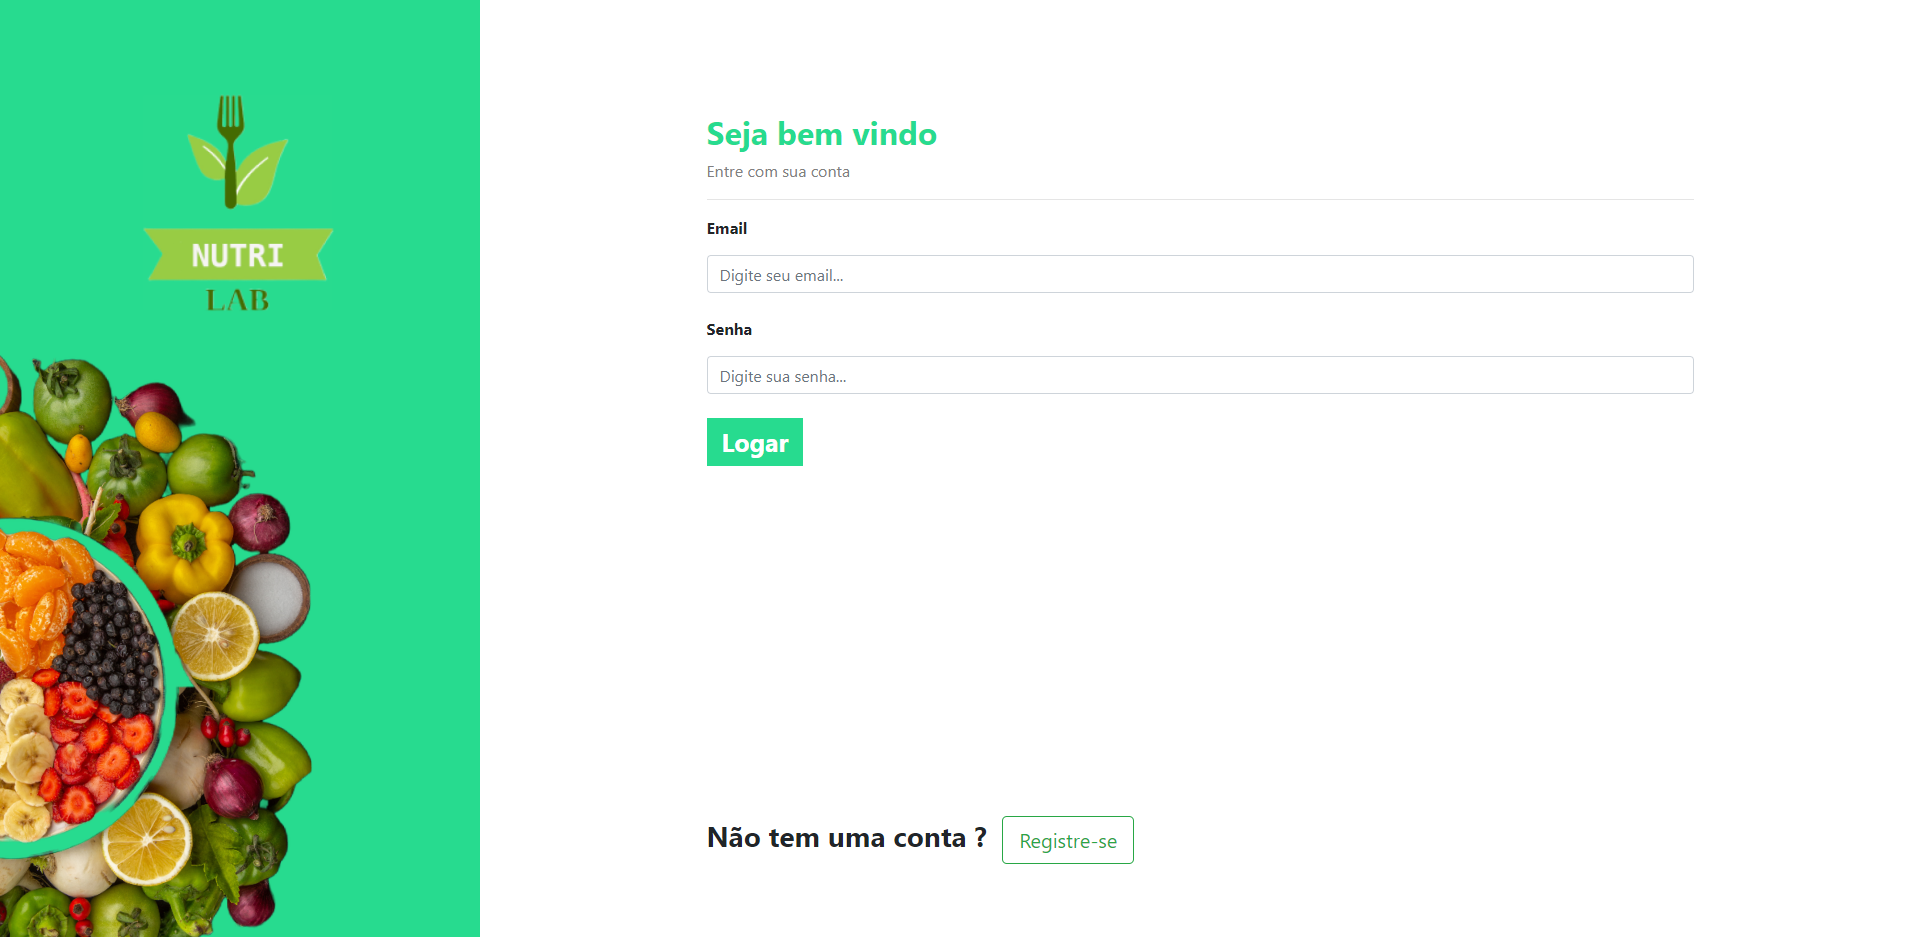 NUTRI
LAB
Seja bem vindo
Entre com sua conta
Email
Digite seu email...
Senha
Digite sua senha...
Logar
Não tem uma conta ? Registre-se